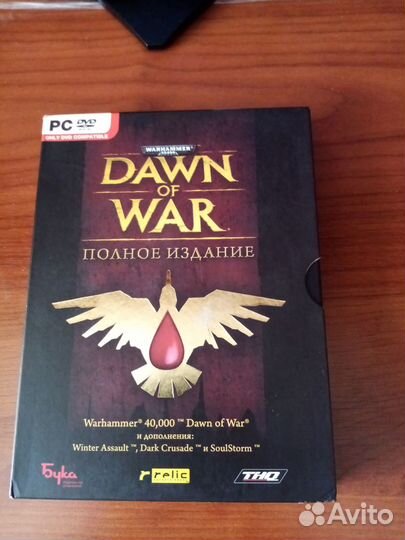 PC DVD
ONLY DVD COMPATIBLE
WARHAMMER
40,000
DAWN
OF
WAR
ПОЛНОЕ ИЗДАНИЕ
Warhammer® 40,000 ™ Dawn of War®
и дополнения:
Winter Assault ™, Dark Crusade ™ и SoulStorm ™
Бука
relic
THQ
Avito